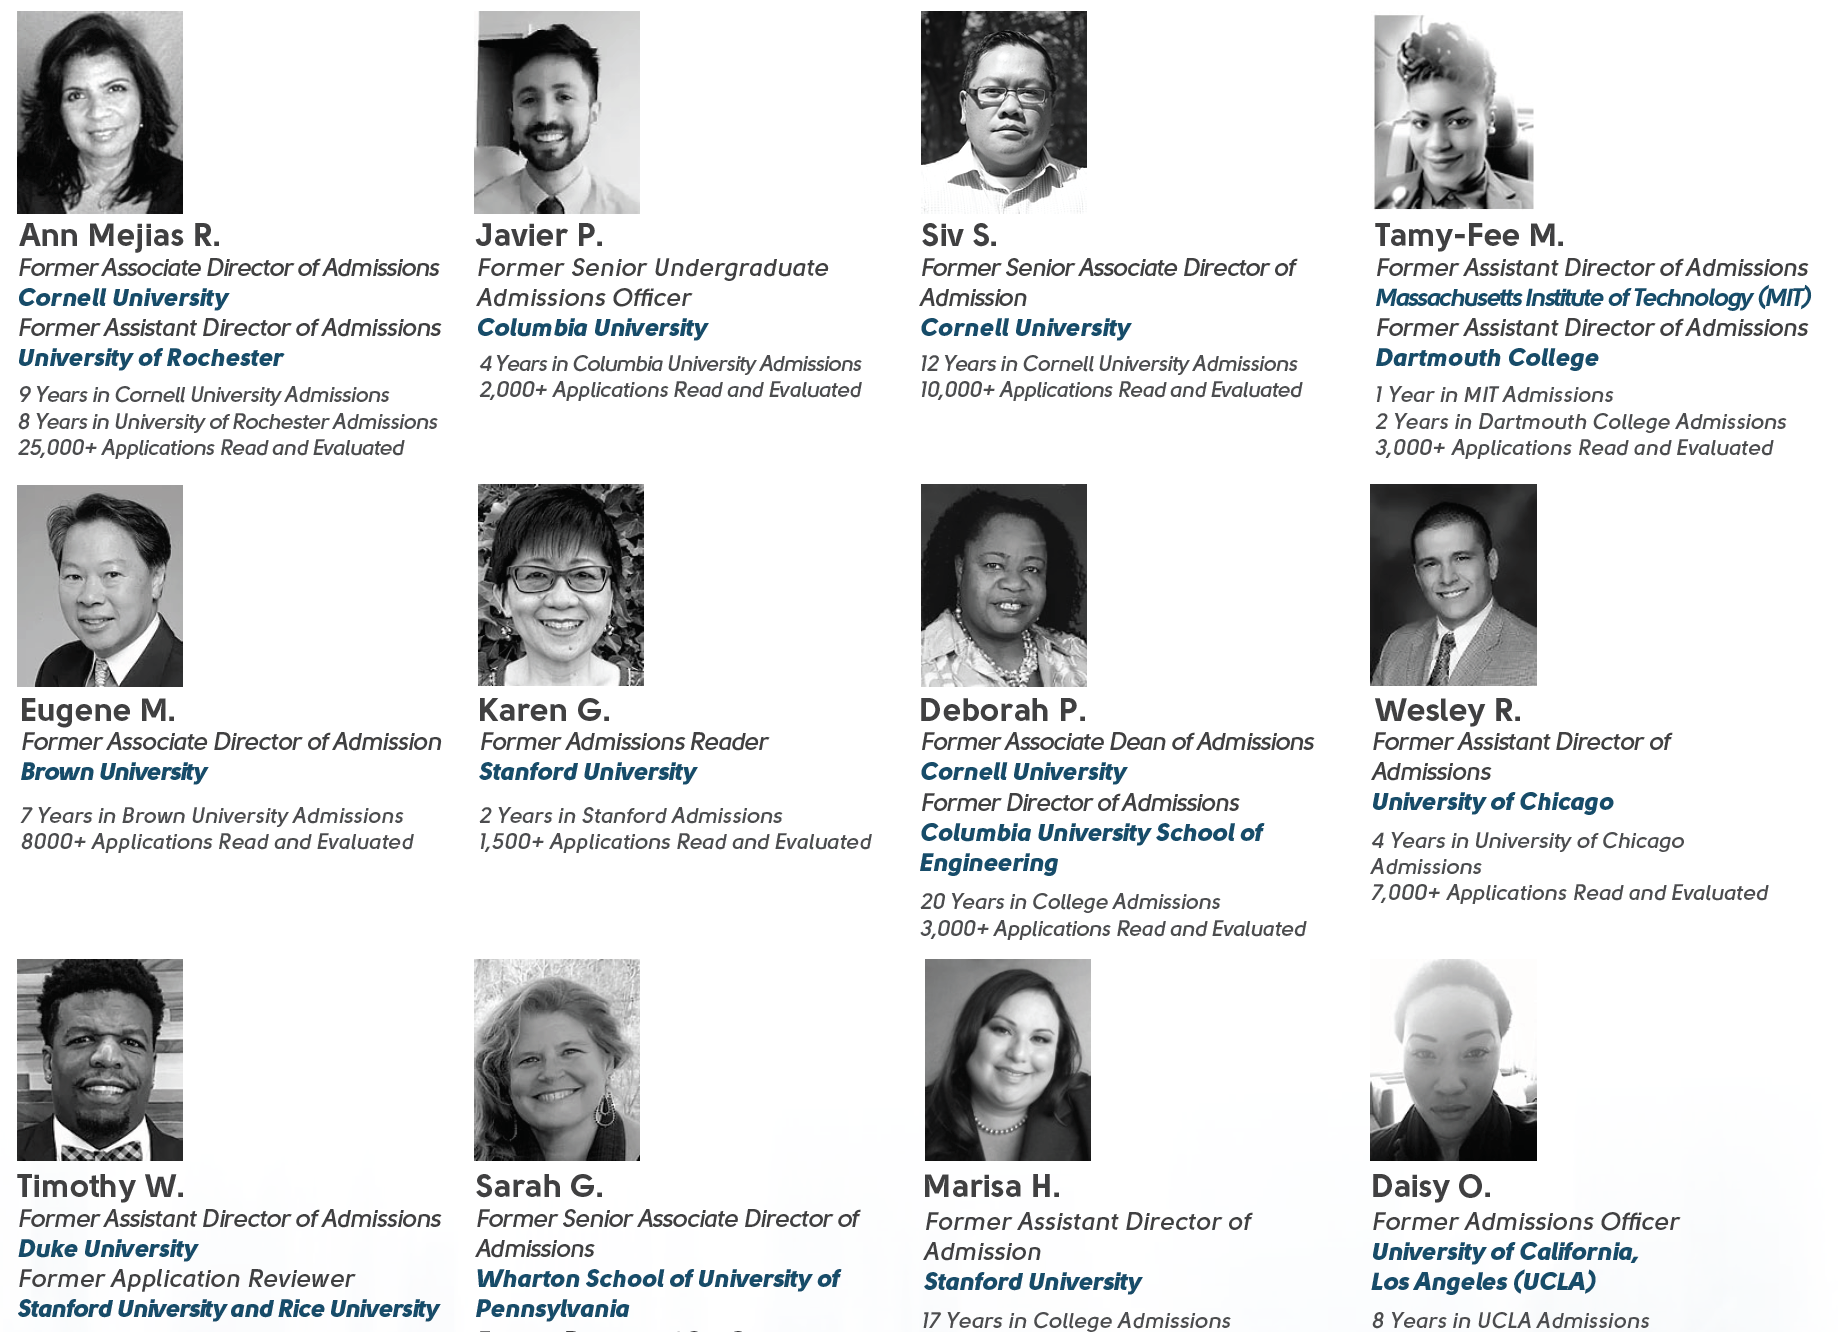 Ann Mejias R.
Former Associate Director of Admissions
Cornell University
Former Assistant Director of Admissions
University of Rochester
9 Years in Cornell University Admissions
8 Years in University of Rochester Admissions
25,000+ Applications Read and Evaluated
Javier P.
Former Senior Undergraduate
Admissions Officer
Columbia University
4 Years in Columbia University Admissions
2,000+ Applications Read and Evaluated
Siv S.
Former Senior Associate Director of
Admission
Cornell University
12 Years in Cornell University Admissions
10,000+ Applications Read and Evaluated
Tamy-Fee M.
Former Assistant Director of Admissions
Massachusetts Institute of Technology (MIT)
Former Assistant Director of Admissions
Dartmouth College
1 Year in MIT Admissions
2 Years in Dartmouth College Admissions
3,000+ Applications Read and Evaluated
Eugene M.
Former Associate Director of Admission
Brown University
7 Years in Brown University Admissions
8000+ Applications Read and Evaluated
Karen G.
Former Admissions Reader
Stanford University
2 Years in Stanford Admissions
1,500+ Applications Read and Evaluated
Deborah P.
Former Associate Dean of Admissions
Cornell University
Former Director of Admissions
Columbia University School of
Engineering
20 Years in College Admissions
3,000+ Applications Read and Evaluated
Wesley R.
Former Assistant Director of
Admissions
University of Chicago
4 Years in University of Chicago
Admissions
7,000+ Applications Read and Evaluated
Timothy W.
Former Assistant Director of Admissions
Duke University
Former Application Reviewer
Stanford University and Rice University
Sarah G.
Former Senior Associate Director of
Admissions
Wharton School of University of
Pennsylvania
Marisa H.
Former Assistant Director of
Admission
Stanford University
17 Years in College Admissions
Daisy O.
Former Admissions Officer
University of California,
Los Angeles (UCLA)
8 Years in UCLA Admissions